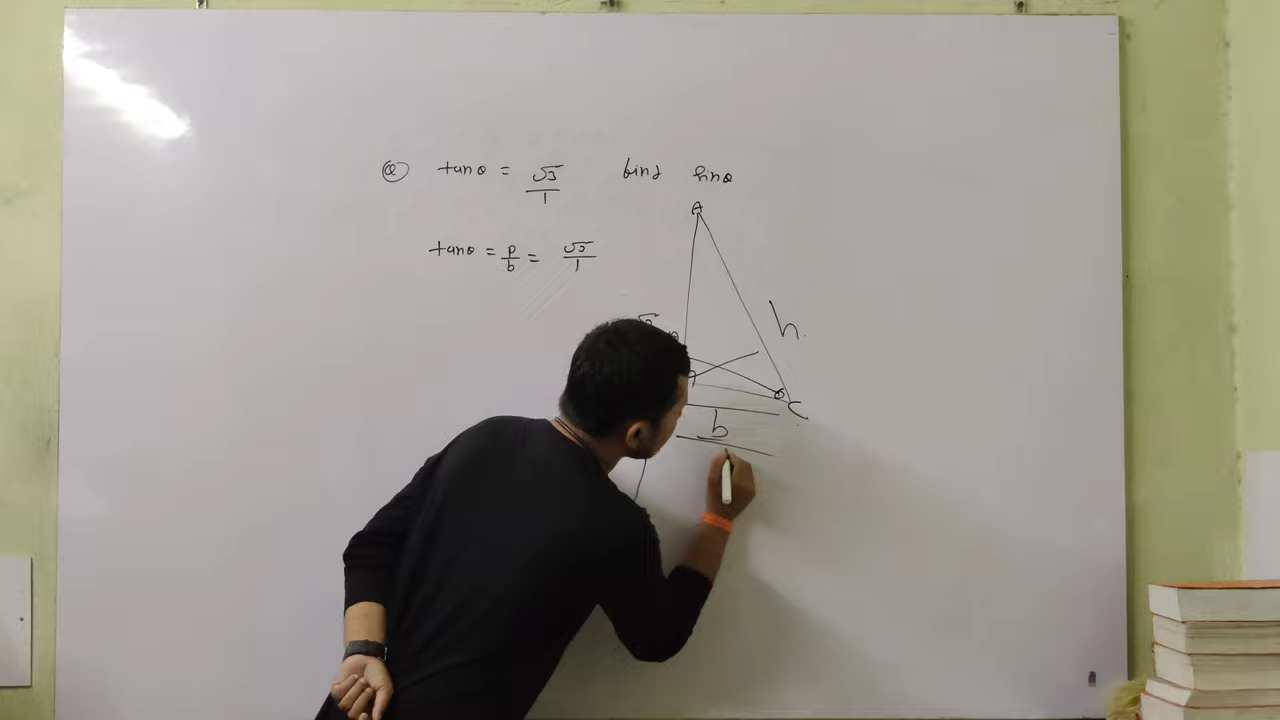 Q tanθ = √3/1 find sinθ
A
tanθ = p/b = √3/1
h
θ C
b